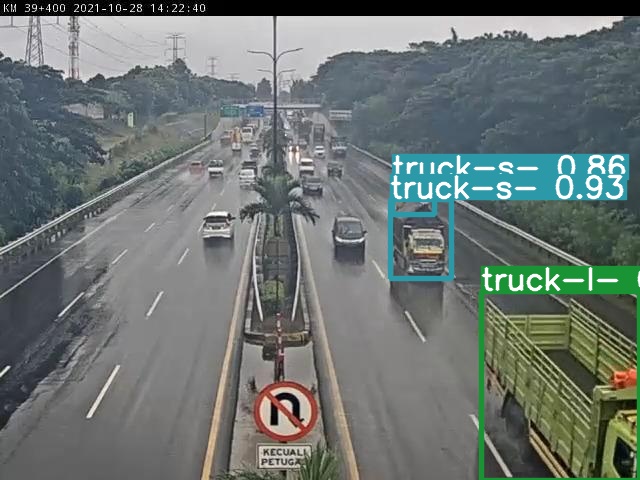 KM 39+400 2021-10-28 14:22:40
truck-s- 0.86
truck-s- 0.93
truck-l-
KECUALI
PETUGA